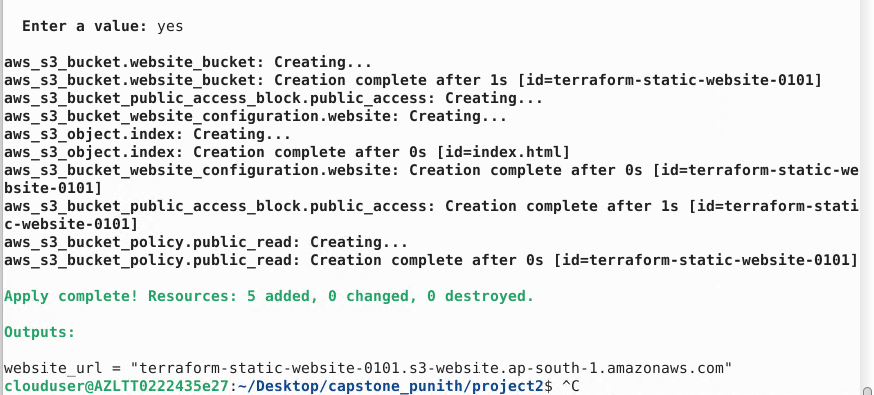 Enter a value: yes
aws_s3_bucket.website_bucket: Creating...
aws_s3_bucket.website_bucket: Creation complete after 1s [id=terraform-static-website-0101]
aws_s3_bucket_public_access_block.public_access: Creating...
aws_s3_bucket_website_configuration.website: Creating...
aws_s3_object.index: Creating...
aws_s3_object.index: Creation complete after 0s [id=index.html]
aws_s3_bucket_website_configuration.website: Creation complete after 0s [id=terraform-static-we
bsite-0101]
aws_s3_bucket_public_access_block.public_access: Creation complete after 1s [id=terraform-stati
c-website-0101]
aws_s3_bucket_policy.public_read: Creating...
aws_s3_bucket_policy.public_read: Creation complete after 0s [id=terraform-static-website-0101]
Apply complete! Resources: 5 added, 0 changed, 0 destroyed.
Outputs:
website_url = "terraform-static-website-0101.s3-website.ap-south-1.amazonaws.com"
clouduser@AZLTT0222435e27:~/Desktop/capstone_punith/project2$ ^C